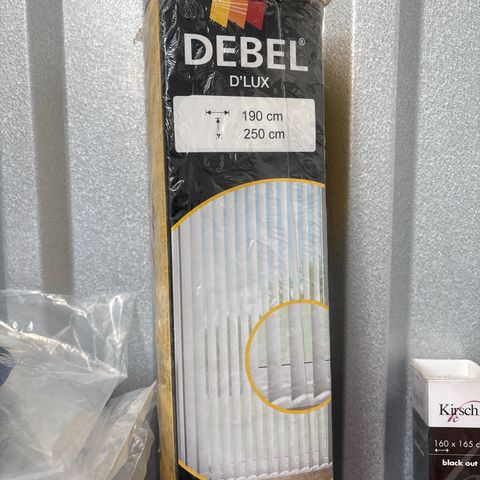 DEBEL®
D'LUX
190 cm
250 cm
Kirsch
160 x 165 c
black out